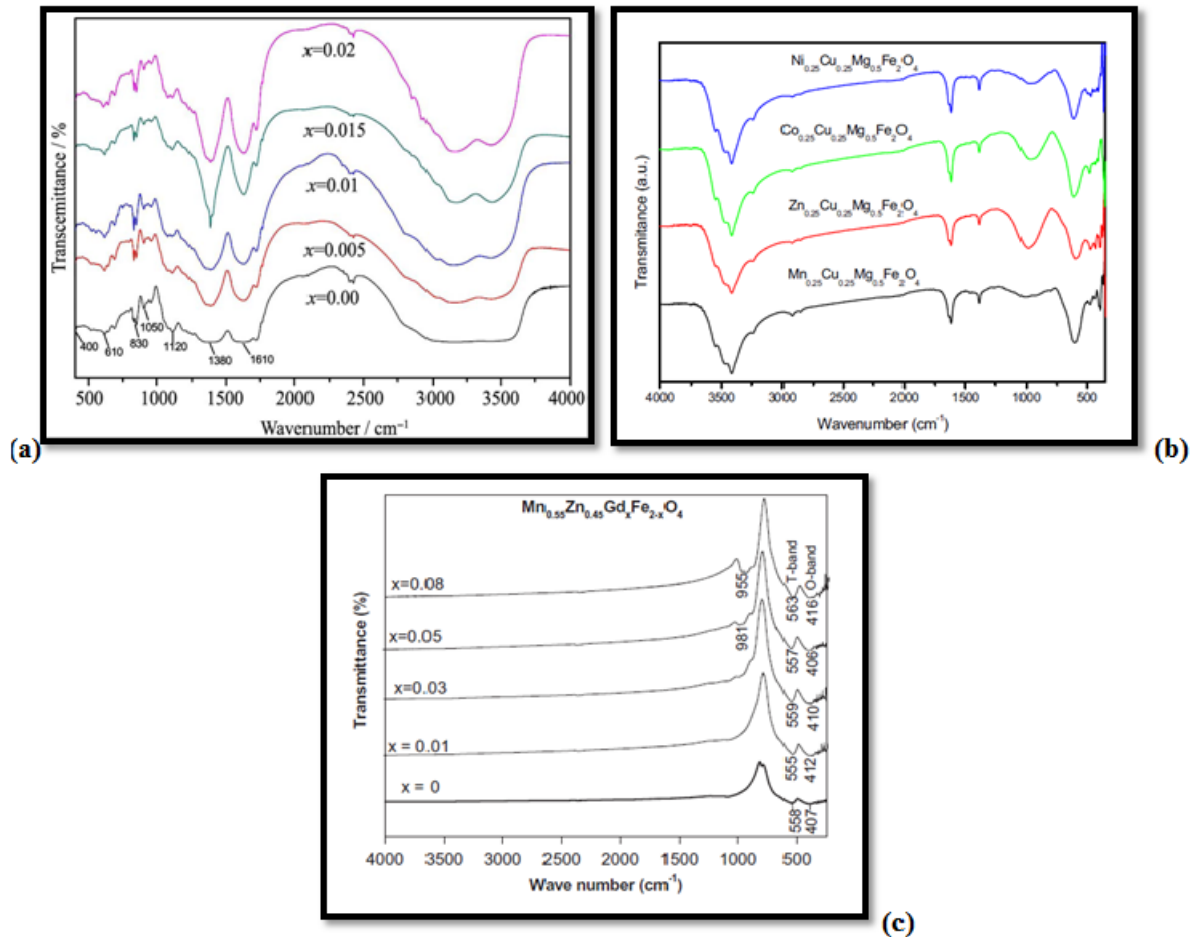 x=0.02
x=0.015
x=0.01
x=0.005
x=0.00
400
610
830
1050
1120
1380
1610
Transcemittance / %
500 1000 1500 2000 2500 3000 3500 4000
Wavenumber / cm⁻¹
(a)
Ni0.25Cu0.25Mg0.5Fe2O4
Co0.25Cu0.25Mg0.5Fe2O4
Zn0.25Cu0.25Mg0.5Fe2O4
Mn0.25Cu0.25Mg0.5Fe2O4
Transmitance (a.u.)
4000 3500 3000 2500 2000 1500 1000 500
Wavenumber (cm⁻¹)
(b)
Mn0.55Zn0.45GdxFe2-xO4
x=0.08
x=0.05
x=0.03
x = 0.01
x = 0
T-band
O-band
955
563
416
981
557
406
559
410
555
412
558
407
Transmittance (%)
4000 3500 3000 2500 2000 1500 1000 500
Wave number (cm⁻¹)
(c)